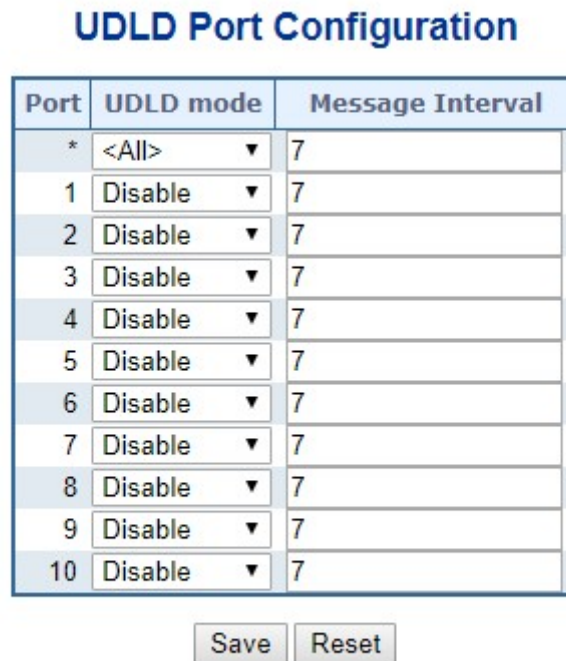 UDLD Port Configuration
Port UDLD mode Message Interval
* <All> 7
1 Disable 7
2 Disable 7
3 Disable 7
4 Disable 7
5 Disable 7
6 Disable 7
7 Disable 7
8 Disable 7
9 Disable 7
10 Disable 7
Save Reset